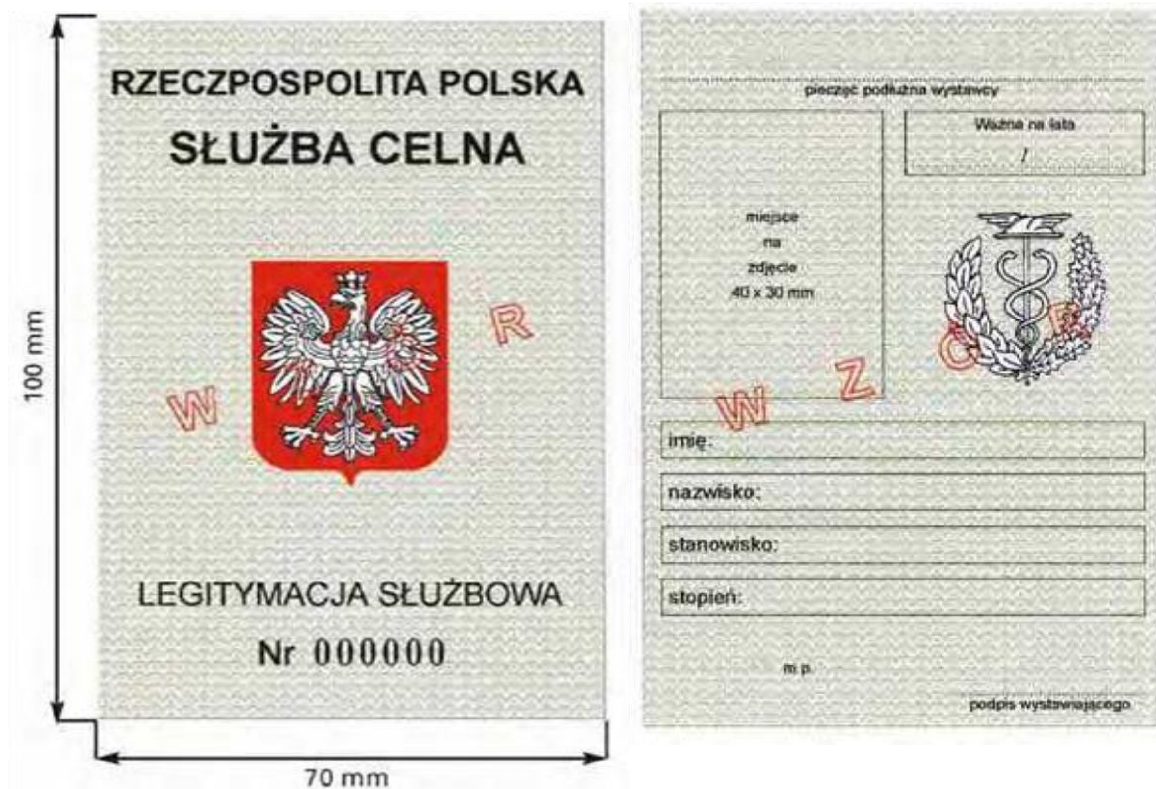 RZECZPOSPOLITA POLSKA
SŁUŻBA CELNA
W R
LEGITYMACJA SŁUŻBOWA
Nr 000000
100 mm
70 mm
pieczęć podłużna wystawcy
Ważna na lata
/
miejsce
na
zdjęcie
40 x 30 mm
W Z Ó R
imię:
nazwisko:
stanowisko:
stopień:
m.p.
podpis wystawiającego